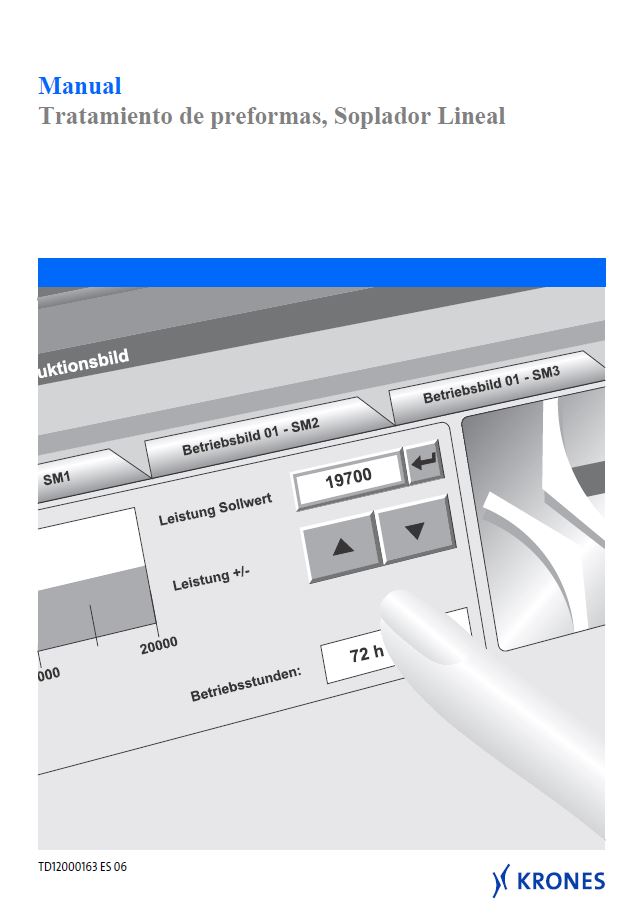 Manual
Tratamiento de preformas, Soplador Lineal
uktionsbild
SM1
Betriebsbild 01 - SM2
Betriebsbild 01 - SM3
Leistung Sollwert
19700
Leistung +/-
000
20000
Betriebsstunden:
72 h
TD12000163 ES 06
KRONES